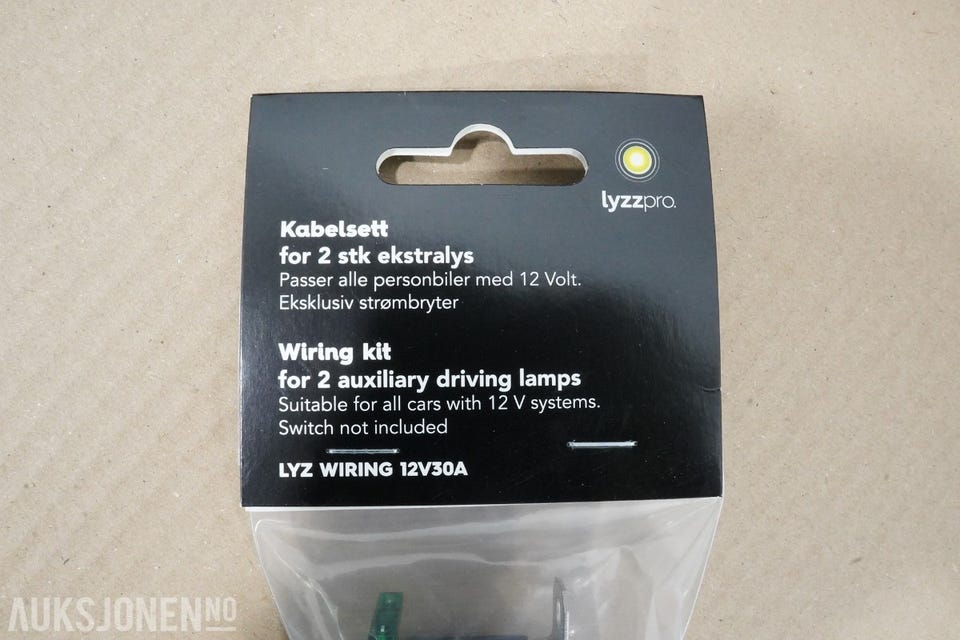 lyzzpro.
Kabelsett
for 2 stk ekstralys
Passer alle personbiler med 12 Volt.
Eksklusiv strømbryter
Wiring kit
for 2 auxiliary driving lamps
Suitable for all cars with 12 V systems.
Switch not included
LYZ WIRING 12V30A
AUKSJONEN.NO